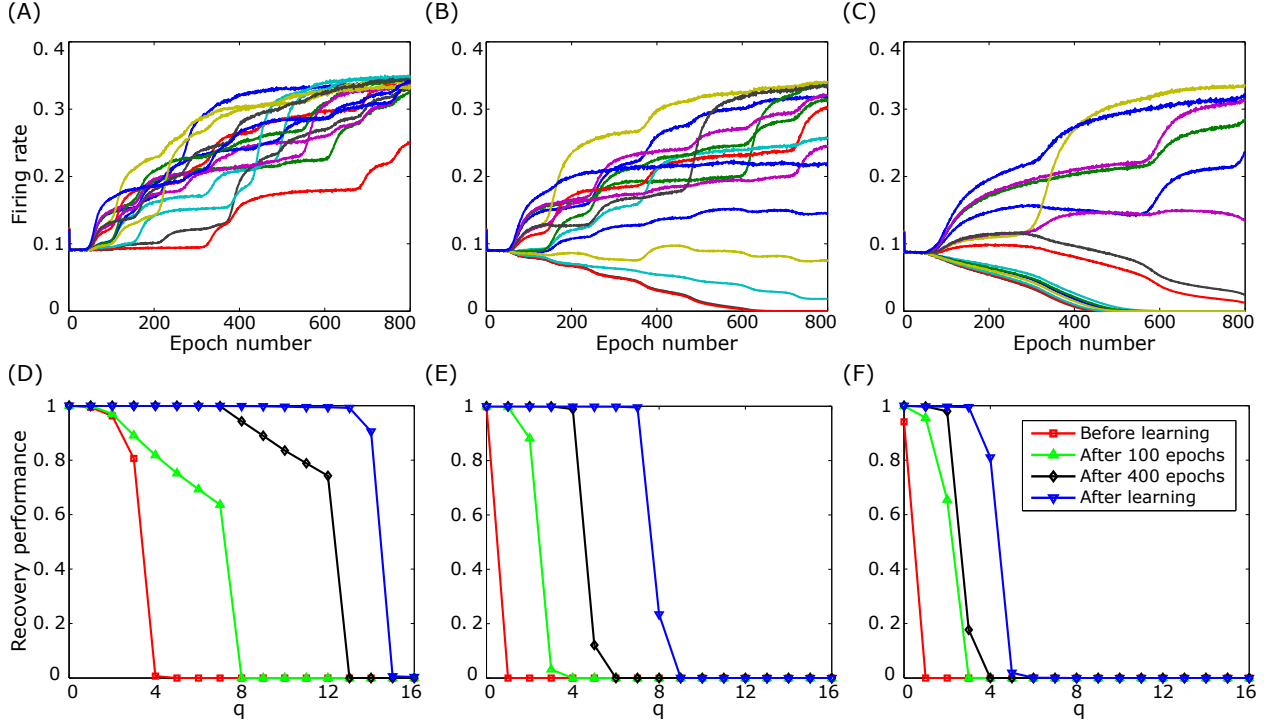 (A) (B) (C)
0. 4 0. 4 0. 4
0. 3 0. 3 0. 3
0. 2 0. 2 0. 2
0. 1 0. 1 0. 1
0 0 0
Firing rate
0 200 400 600 800 0 200 400 600 800 0 200 400 600 800
Epoch number Epoch number Epoch number
(D) (E) (F)
1 1 1
0. 8 0. 8 0. 8
0. 6 0. 6 0. 6
0. 4 0. 4 0. 4
0. 2 0. 2 0. 2
0 0 0
Recovery performance
Before learning
After 100 epochs
After 400 epochs
After learning
0 4 8 12 16 0 4 8 12 16 0 4 8 12 16
q q q